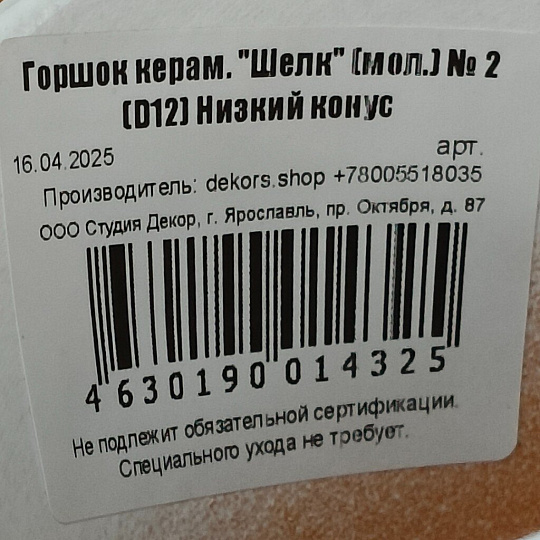 Горшок керам. "Шелк" (мол.) № 2
(D12) Низкий конус
16.04.2025 арт.
Производитель: dekors.shop +78005518035
ООО Студия Декор, г. Ярославль, пр. Октября, д. 87
4 630190 014325
Не подлежит обязательной сертификации.
Специального ухода не требует.